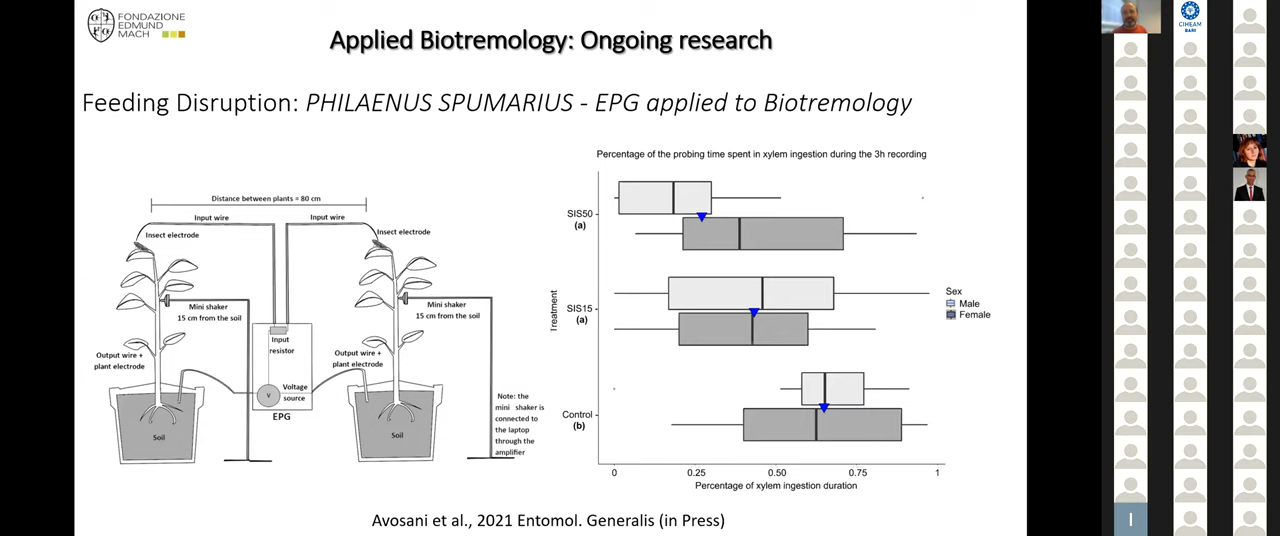 FONDAZIONE
EDMUND
MACH
Applied Biotremology: Ongoing research
Feeding Disruption: PHILAENUS SPUMARIUS - EPG applied to Biotremology
Distance between plants = 80 cm
Input wire
Input wire
Insect electrode
Insect electrode
Mini shaker
15 cm from the soil
Mini shaker
15 cm from the soil
Input
resistor
Output wire +
plant electrode
Output wire +
plant electrode
Voltage
source
V
EPG
Soil
Soil
Note: the
mini shaker is
connected to
the laptop
through the
amplifier
Percentage of the probing time spent in xylem ingestion during the 3h recording
Treatment
SIS50
(a)
SIS15
(a)
Control
(b)
0
0.25
0.50
0.75
1
Percentage of xylem ingestion duration
Sex
Male
Female
Avosani et al., 2021 Entomol. Generalis (in Press)
CIHEAM
BARI
I